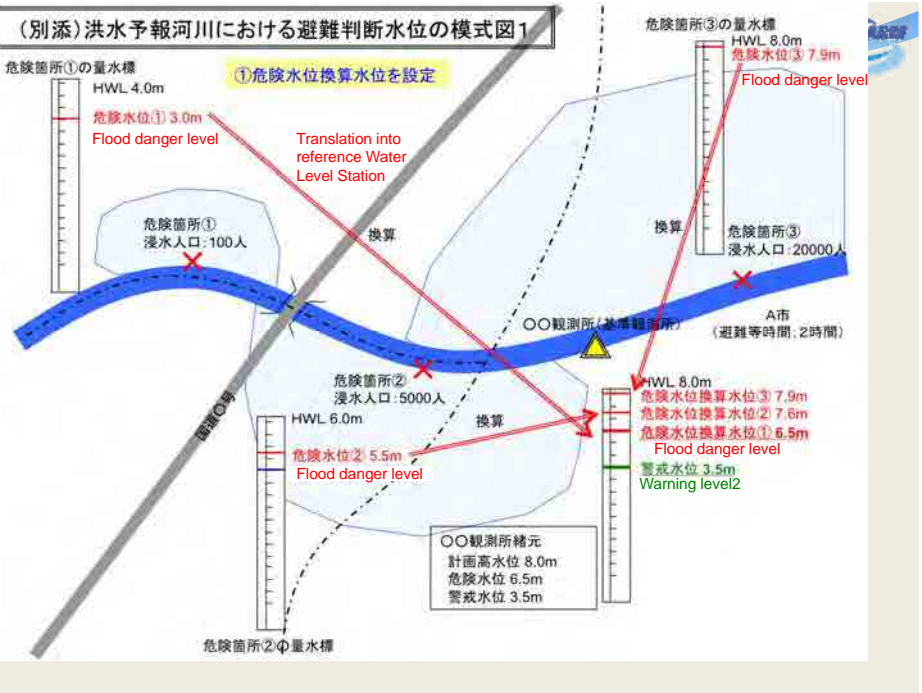 (別添)洪水予報河川における避難判断水位の模式図1
危険箇所①の量水標
HWL 4.0m
危険水位① 3.0m
Flood danger level
①危険水位換算水位を設定
Translation into
reference Water
Level Station
危険箇所③の量水標
HWL 8.0m
危険水位③ 7.9m
Flood danger level
危険箇所①
浸水人口:100人
換算
換算
危険箇所③
浸水人口:20000人
〇〇観測所(基準観測所)
A市
(避難等時間:2時間)
危険箇所②
浸水人口:5000人
国道〇号
HWL 6.0m
危険水位② 5.5m
Flood danger level
換算
HWL 8.0m
危険水位換算水位③ 7.9m
危険水位換算水位② 7.6m
危険水位換算水位① 6.5m
Flood danger level
警戒水位 3.5m
Warning level2
〇〇観測所緒元
計画高水位 8.0m
危険水位 6.5m
警戒水位 3.5m
危険箇所②の量水標